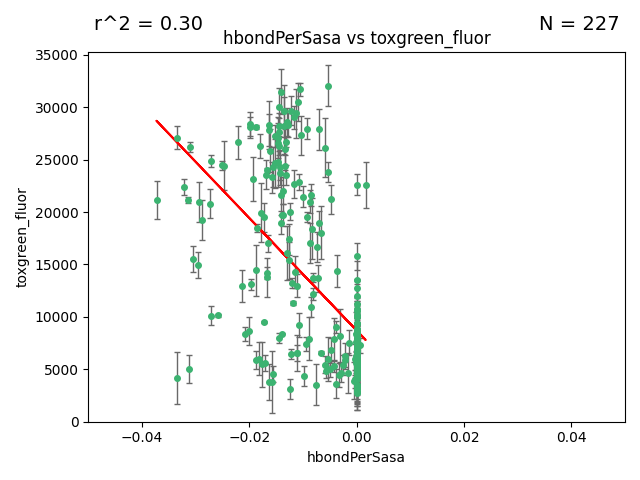 r^2 = 0.30
N = 227
hbondPerSasa vs toxgreen_fluor
35000
30000
25000
20000
15000
10000
5000
0
toxgreen_fluor
−0.04
−0.02
0.00
0.02
0.04
hbondPerSasa